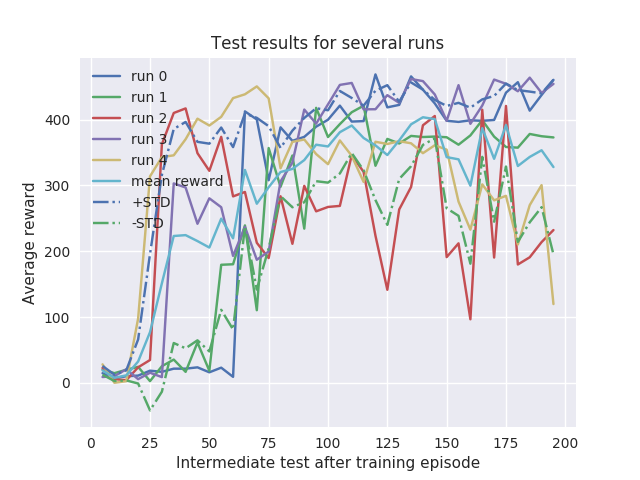 Test results for several runs
run 0
run 1
run 2
run 3
run 4
mean reward
+STD
-STD
Average reward
400
300
200
100
0
0 25 50 75 100 125 150 175 200
Intermediate test after training episode